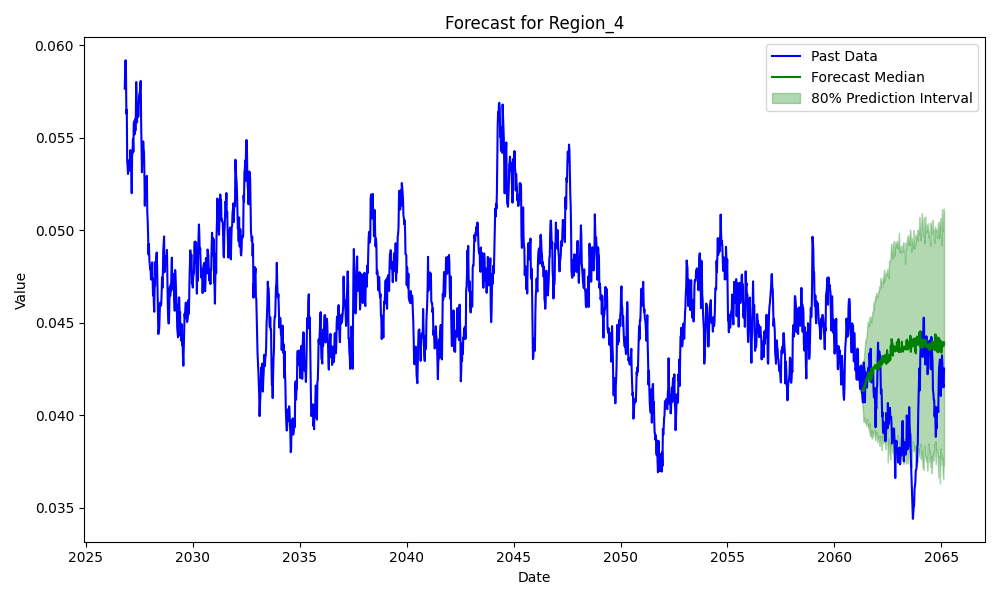 Forecast for Region_4
Past Data
Forecast Median
80% Prediction Interval
0.060
0.055
0.050
0.045
0.040
0.035
Value
2025 2030 2035 2040 2045 2050 2055 2060 2065
Date